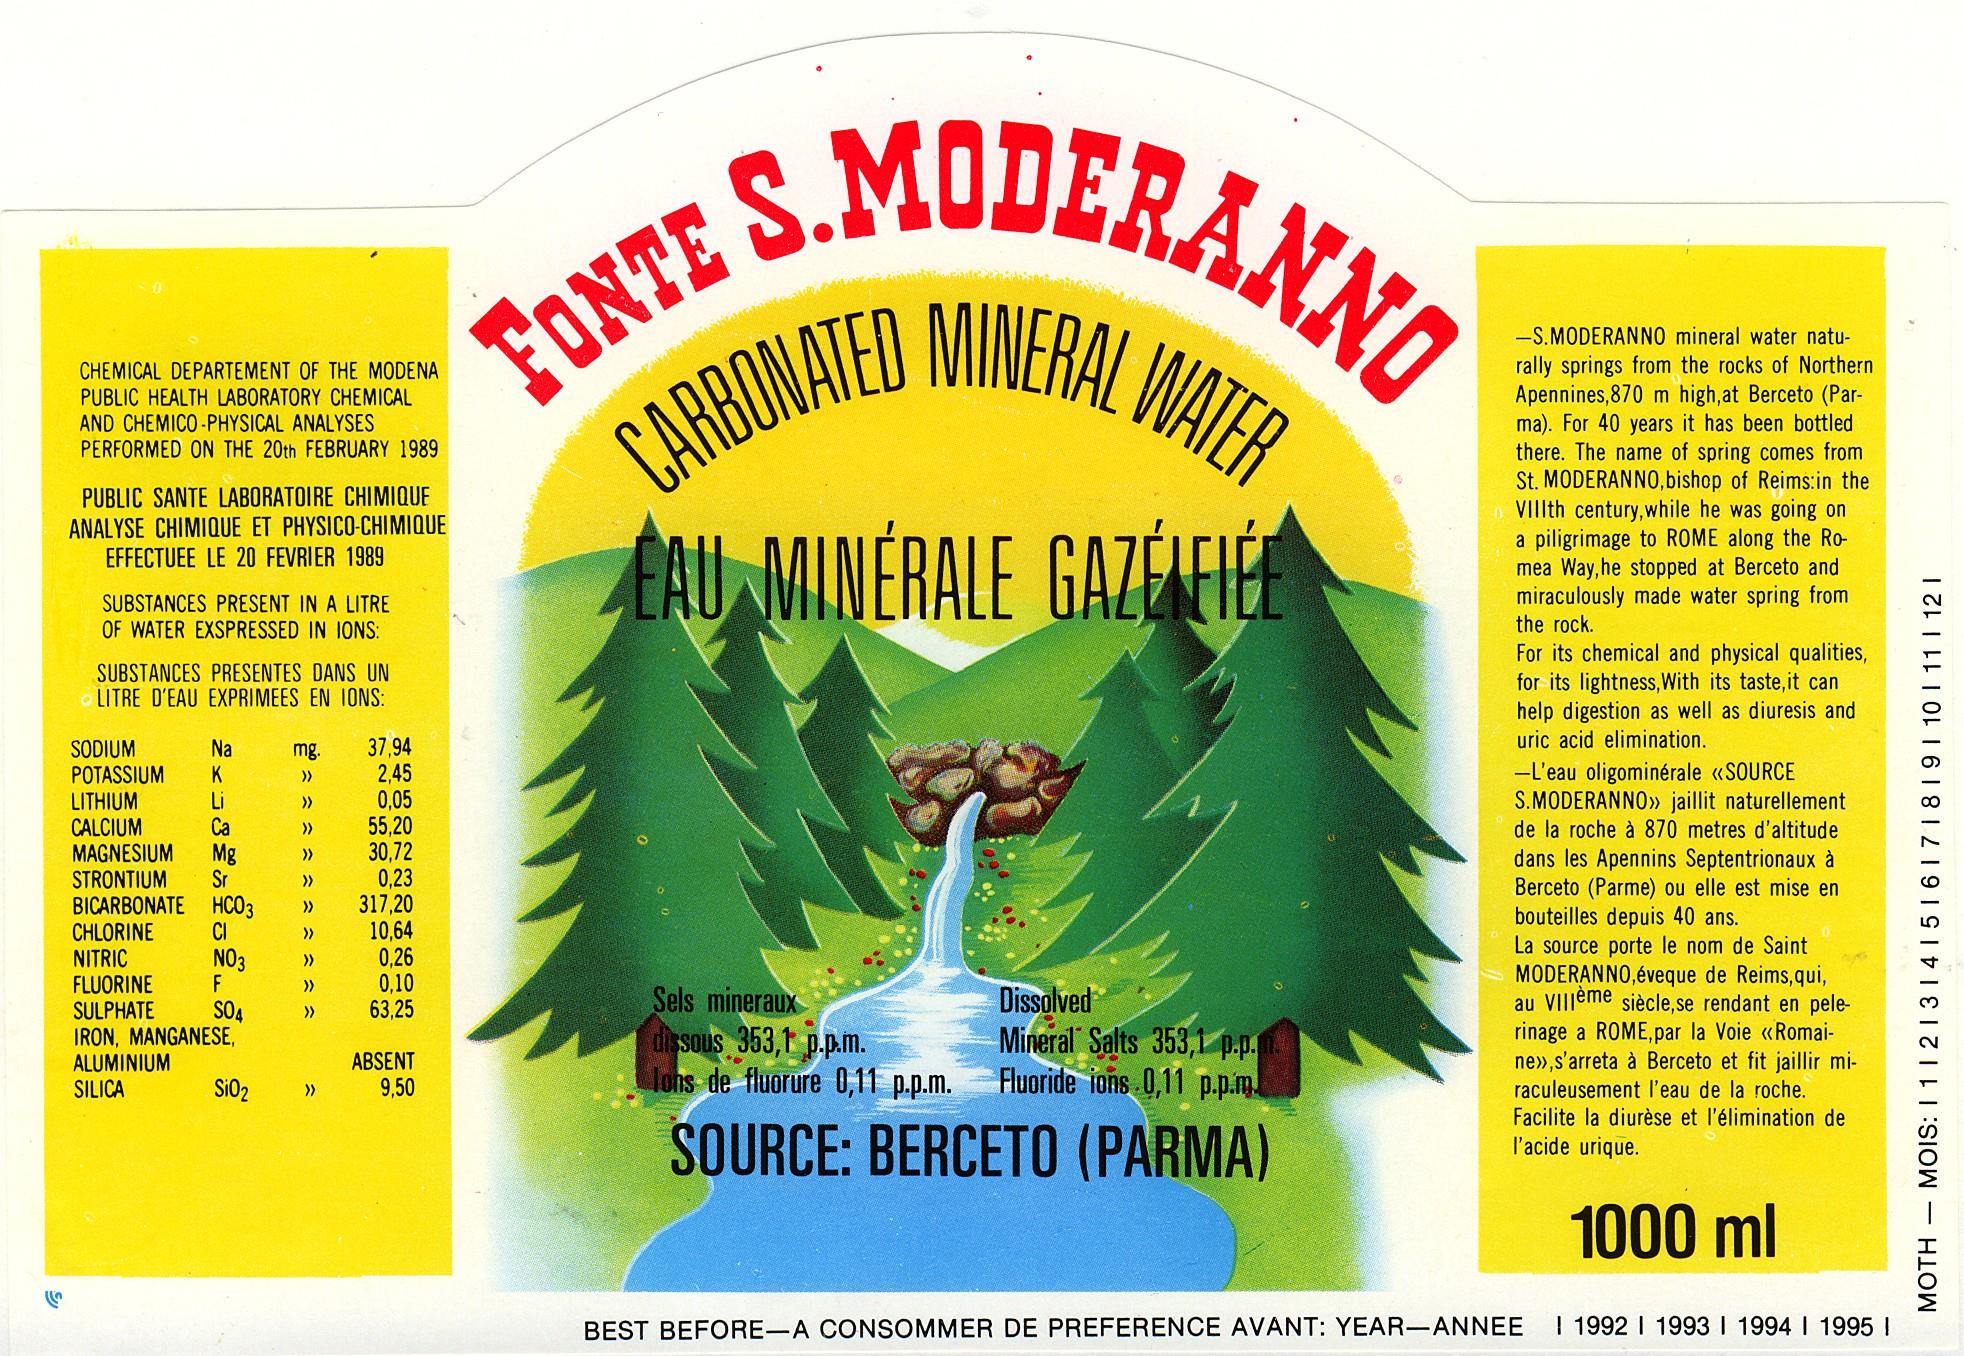 FONTE S.MODERANNO
CARBONATED MINERAL WATER
EAU MINÉRALE GAZÉIFIÉE
CHEMICAL DEPARTEMENT OF THE MODENA
PUBLIC HEALTH LABORATORY CHEMICAL
AND CHEMICO-PHYSICAL ANALYSES
PERFORMED ON THE 20th FEBRUARY 1989
PUBLIC SANTE LABORATOIRE CHIMIQUE
ANALYSE CHIMIQUE ET PHYSICO-CHIMIQUE
EFFECTUEE LE 20 FEVRIER 1989
SUBSTANCES PRESENT IN A LITRE
OF WATER EXSPRESSED IN IONS:
SUBSTANCES PRESENTES DANS UN
LITRE D'EAU EXPRIMEES EN IONS:
SODIUM Na mg. 37,94
POTASSIUM K » 2,45
LITHIUM Li » 0,05
CALCIUM Ca » 55,20
MAGNESIUM Mg » 30,72
STRONTIUM Sr » 0,23
BICARBONATE HCO3 » 317,20
CHLORINE Cl » 10,64
NITRIC NO3 » 0,26
FLUORINE F » 0,10
SULPHATE SO4 » 63,25
IRON, MANGANESE,
ALUMINIUM ABSENT
SILICA SiO2 » 9,50
Sels mineraux
dissous 353,1 p.p.m.
Ions de fluorure 0,11 p.p.m.
Dissolved
Mineral Salts 353,1 p.p.m.
Fluoride ions 0,11 p.p.m.
SOURCE: BERCETO (PARMA)
—S.MODERANNO mineral water natu-
rally springs from the rocks of Northern
Apennines,870 m high,at Berceto (Par-
ma). For 40 years it has been bottled
there. The name of spring comes from
St. MODERANNO,bishop of Reims:in the
VIIIth century,while he was going on
a piligrimage to ROME along the Ro-
mea Way,he stopped at Berceto and
miraculously made water spring from
the rock.
For its chemical and physical qualities,
for its lightness,With its taste,it can
help digestion as well as diuresis and
uric acid elimination.
—L'eau oligominérale «SOURCE
S.MODERANNO» jaillit naturellement
de la roche à 870 metres d'altitude
dans les Apennins Septentrionaux à
Berceto (Parme) ou elle est mise en
bouteilles depuis 40 ans.
La source porte le nom de Saint
MODERANNO,éveque de Reims,qui,
au VIIIème siècle,se rendant en pele-
rinage a ROME,par la Voie «Romai-
ne»,s'arreta à Berceto et fit jaillir mi-
raculeusement l'eau de la roche.
Facilite la diurèse et l'élimination de
l'acide urique.
1000 ml
MOTH — MOIS: | 1 | 2 | 3 | 4 | 5 | 6 | 7 | 8 | 9 | 10 | 11 | 12 |
BEST BEFORE—A CONSOMMER DE PREFERENCE AVANT: YEAR—ANNEE | 1992 | 1993 | 1994 | 1995 |